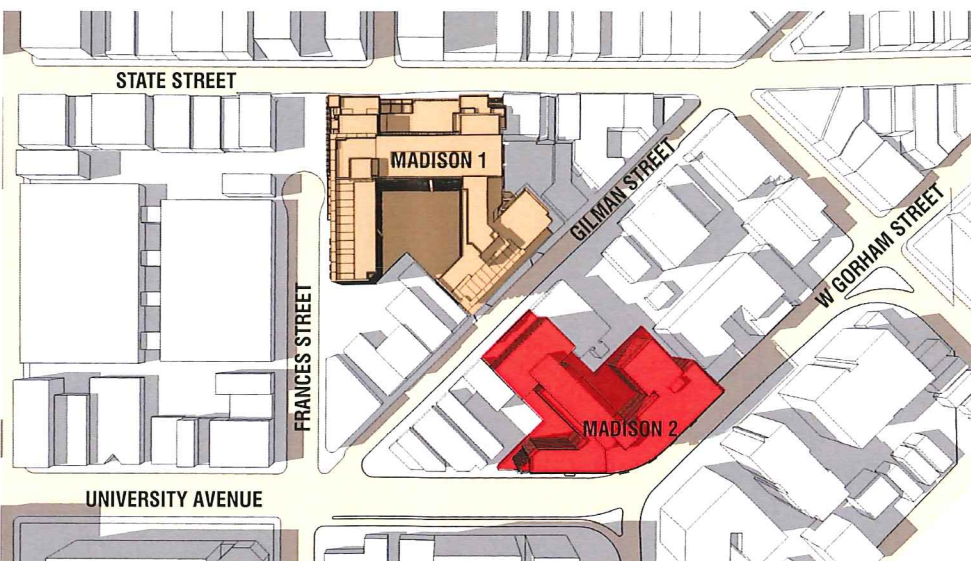 STATE STREET
MADISON 1
GILMAN STREET
W GORHAM STREET
FRANCES STREET
MADISON 2
UNIVERSITY AVENUE